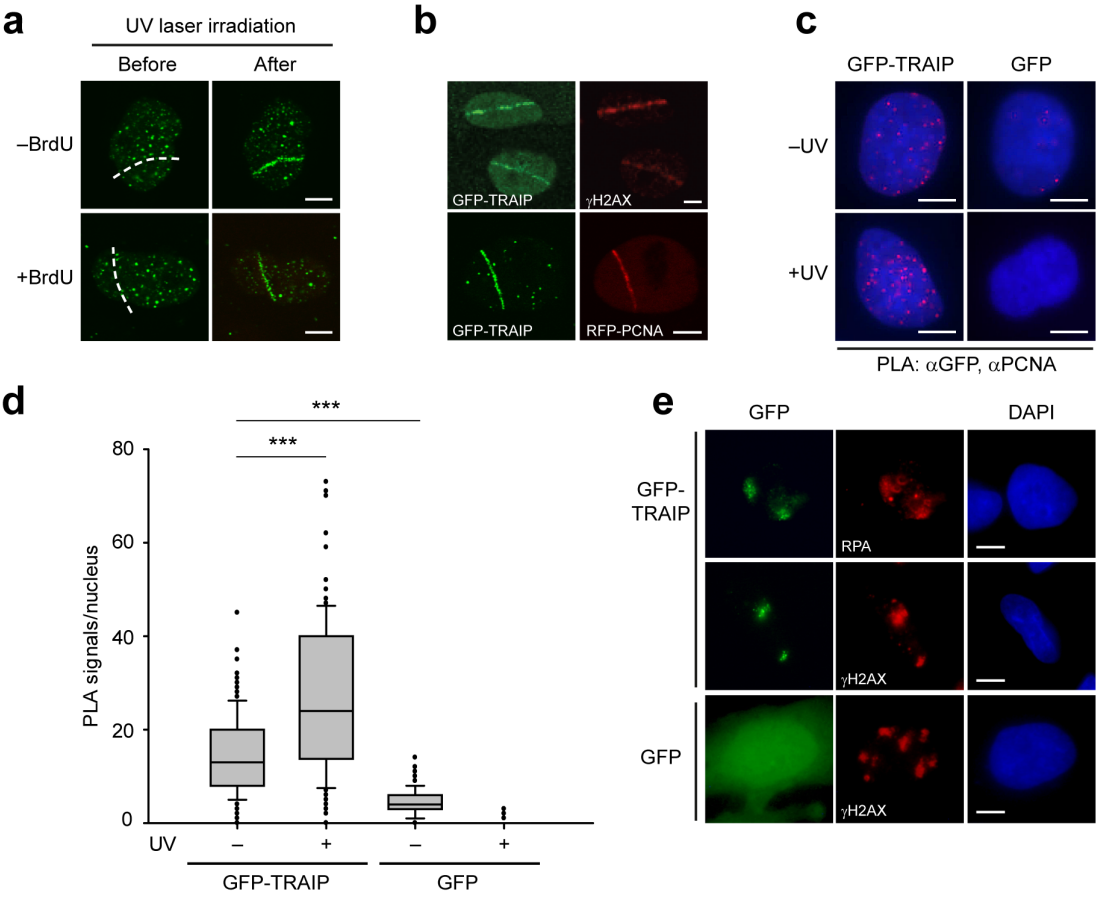 a
UV laser irradiation
Before
After
–BrdU
+BrdU
b
GFP-TRAIP
γH2AX
GFP-TRAIP
RFP-PCNA
c
GFP-TRAIP
GFP
–UV
+UV
PLA: αGFP, αPCNA
d
***
***
80
60
40
20
0
PLA signals/nucleus
UV
–
+
–
+
GFP-TRAIP
GFP
e
GFP
DAPI
GFP-
TRAIP
RPA
γH2AX
GFP
γH2AX